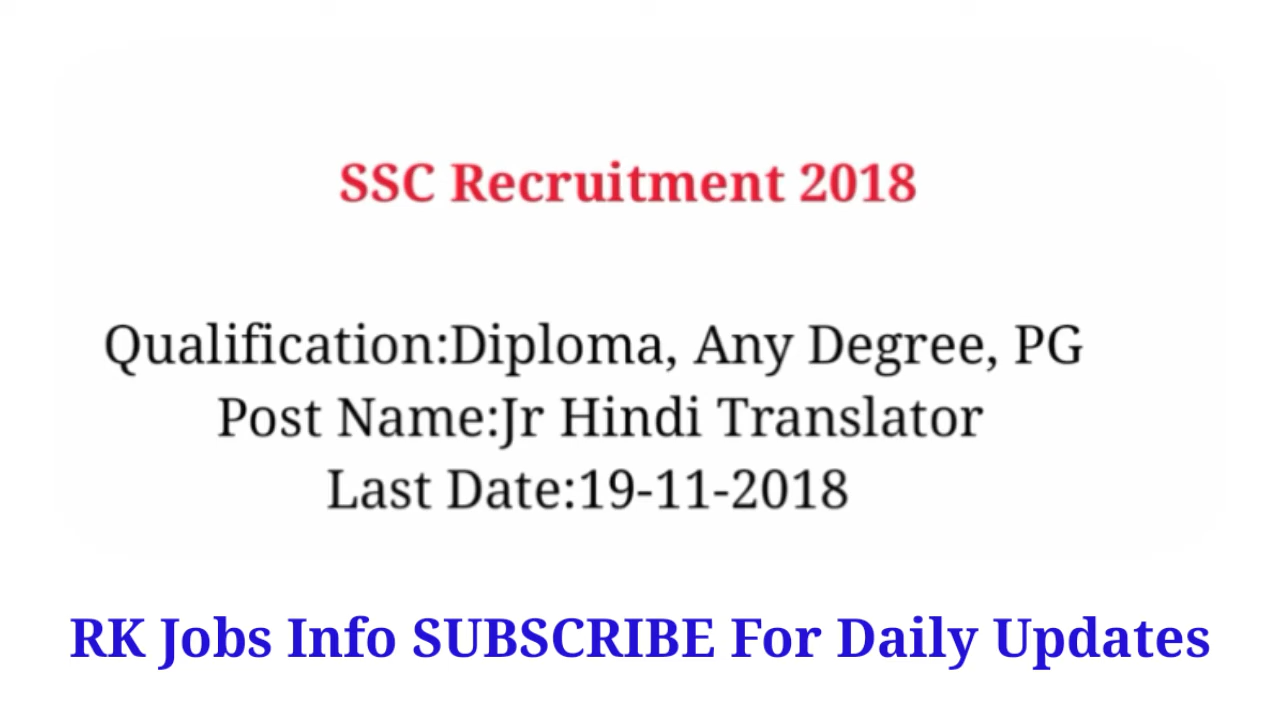 SSC Recruitment 2018
Qualification:Diploma, Any Degree, PG
Post Name:Jr Hindi Translator
Last Date:19-11-2018
RK Jobs Info SUBSCRIBE For Daily Updates